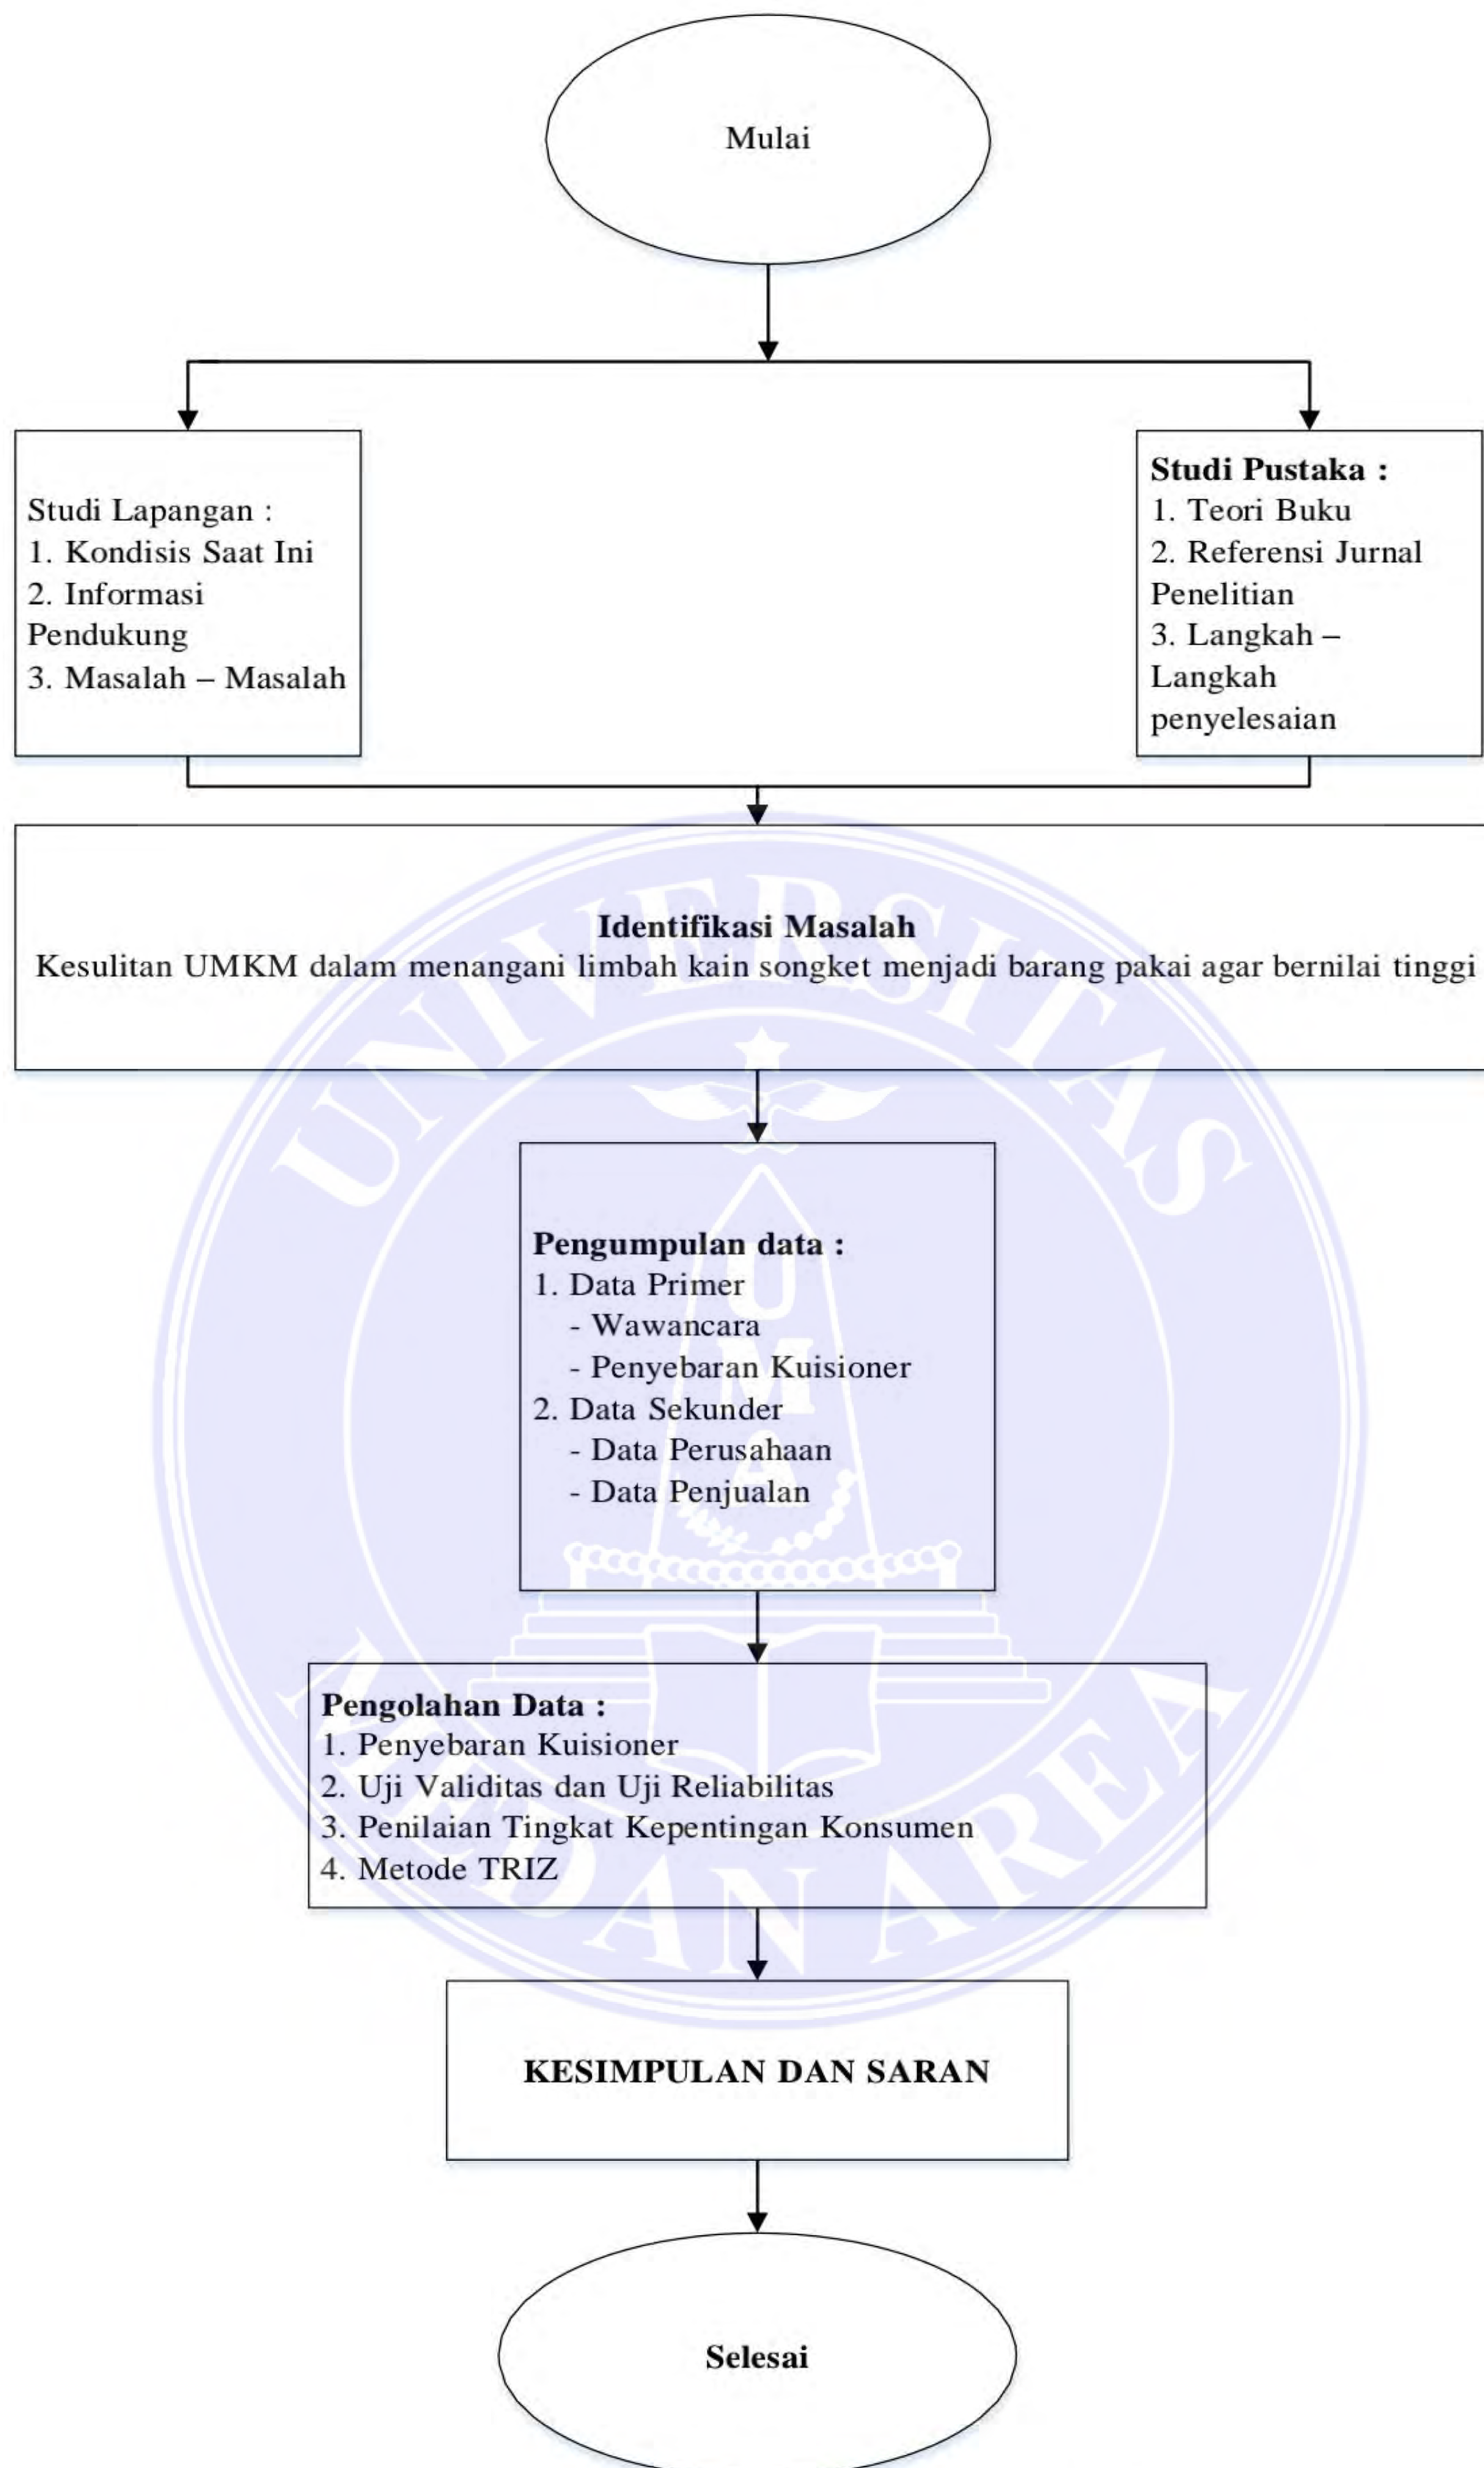 Mulai
Studi Lapangan :
1. Kondisis Saat Ini
2. Informasi
Pendukung
3. Masalah – Masalah
Studi Pustaka :
1. Teori Buku
2. Referensi Jurnal
Penelitian
3. Langkah –
Langkah
penyelesaian
Identifikasi Masalah
Kesulitan UMKM dalam menangani limbah kain songket menjadi barang pakai agar bernilai tinggi
Pengumpulan data :
1. Data Primer
- Wawancara
- Penyebaran Kuisioner
2. Data Sekunder
- Data Perusahaan
- Data Penjualan
Pengolahan Data :
1. Penyebaran Kuisioner
2. Uji Validitas dan Uji Reliabilitas
3. Penilaian Tingkat Kepentingan Konsumen
4. Metode TRIZ
KESIMPULAN DAN SARAN
Selesai
UNIVERSITAS
MEDAN AREA
U
M
A